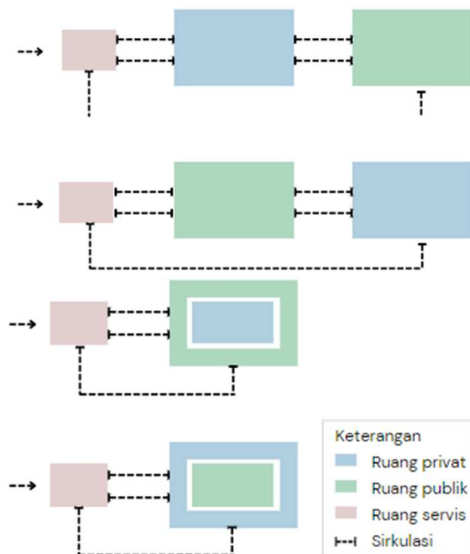 Keterangan
Ruang privat
Ruang publik
Ruang servis
Sirkulasi